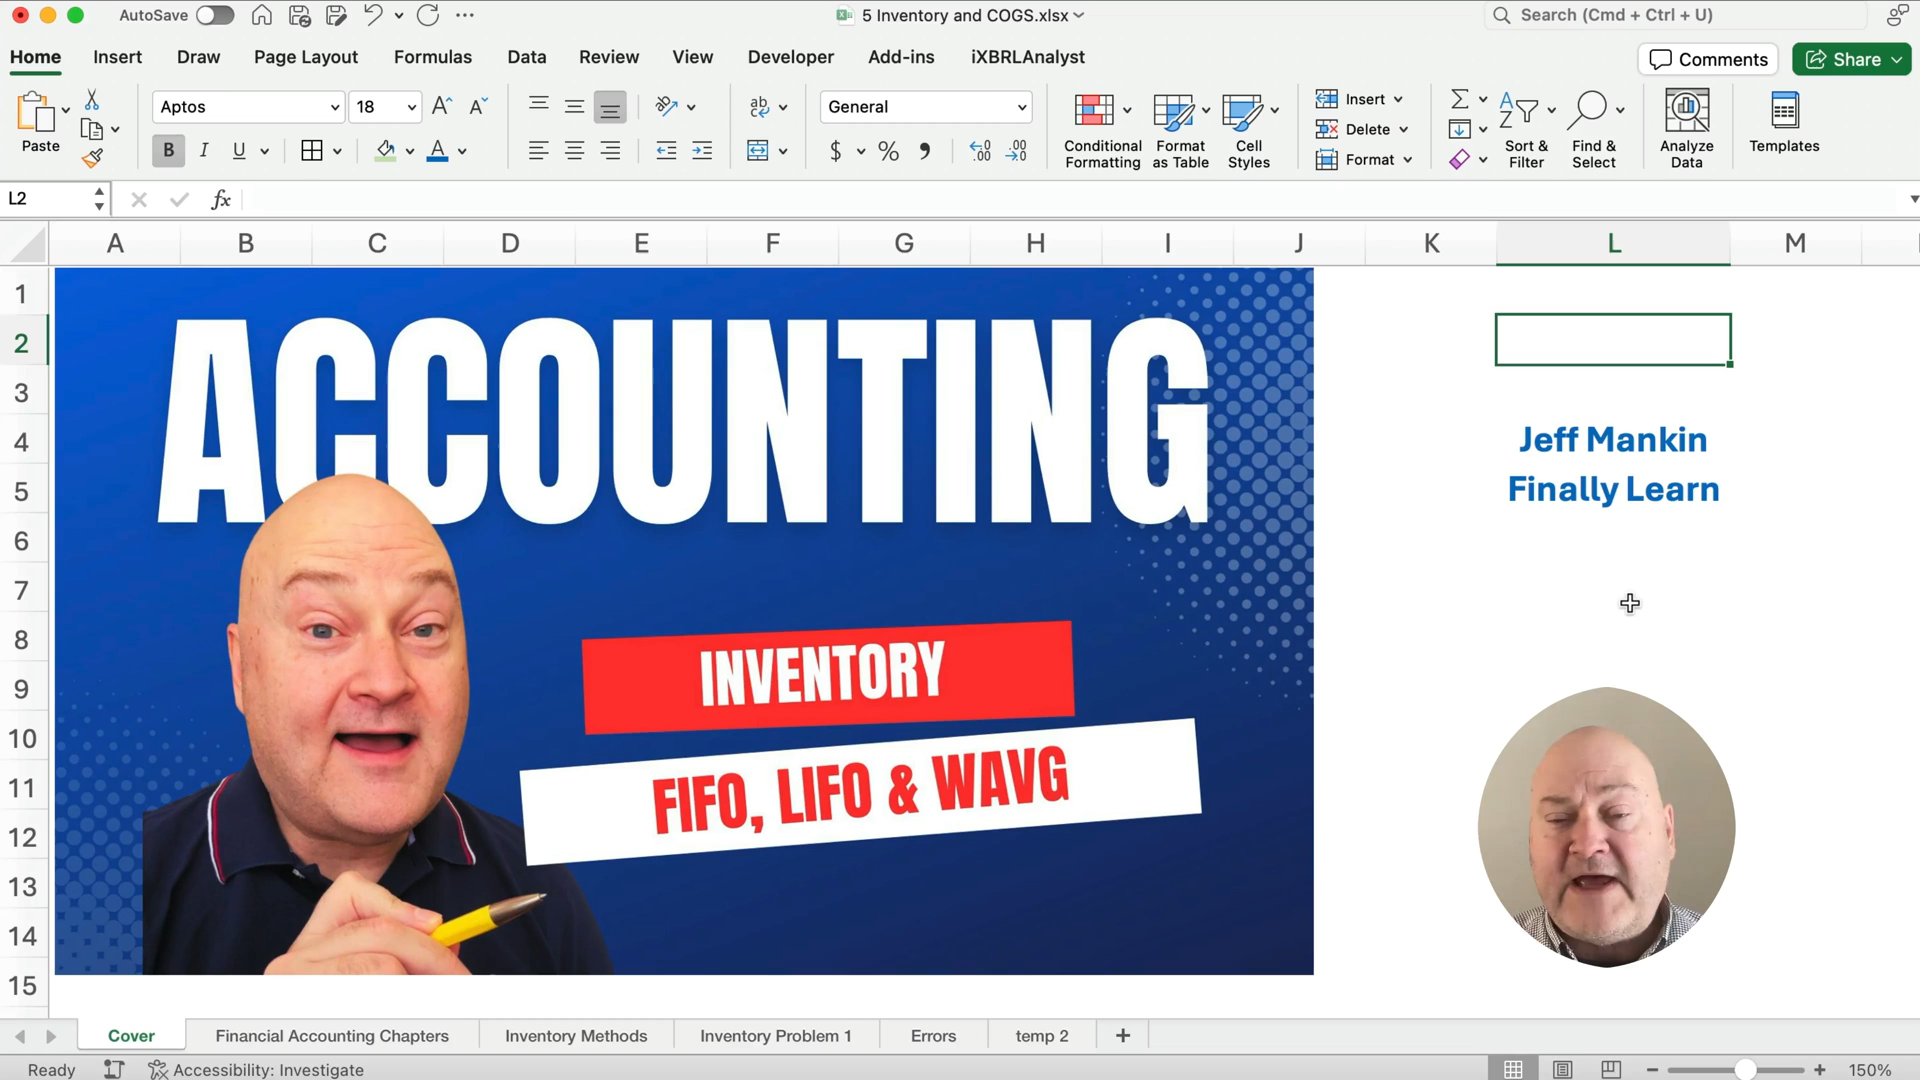 AutoSave
5 Inventory and COGS.xlsx
Search (Cmd + Ctrl + U)
Home Insert Draw Page Layout Formulas Data Review View Developer Add-ins iXBRLAnalyst
Comments
Share
Paste
Aptos
18
B I U
ab
General
$ % 9
Conditional Formatting
Format as Table
Cell Styles
Insert
Delete
Format
Sort & Filter
Find & Select
Analyze Data
Templates
L2
fx
A B C D E F G H I J K L M
1
2
3
4
5
6
7
8
9
10
11
12
13
14
15
ACCOUNTING
INVENTORY
FIFO, LIFO & WAVG
Jeff Mankin
Finally Learn
Cover Financial Accounting Chapters Inventory Methods Inventory Problem 1 Errors temp 2 +
Ready
Accessibility: Investigate
150%